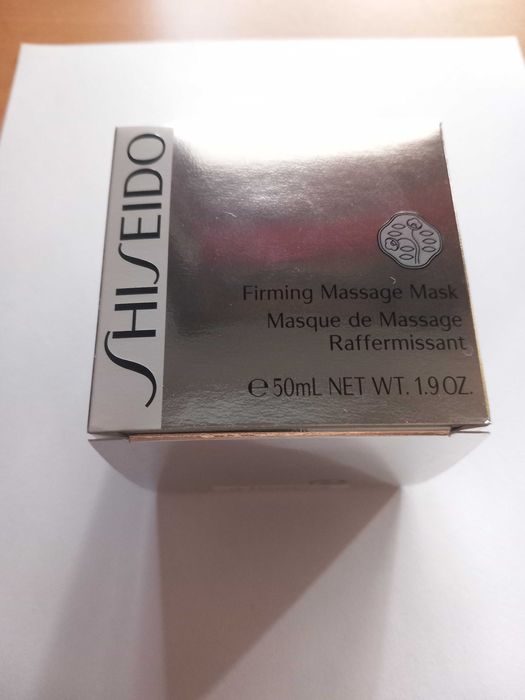 SHISEIDO
Firming Massage Mask
Masque de Massage
Raffermissant
℮ 50mL NET WT. 1.9 OZ.